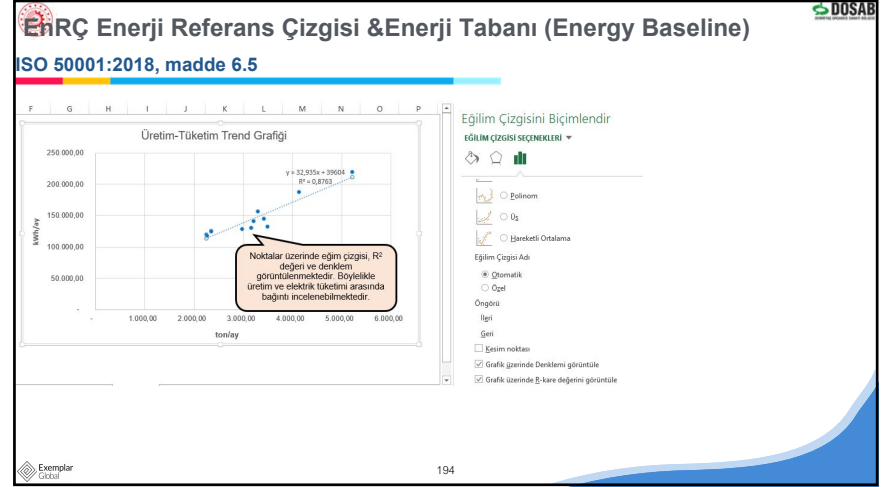 EnRÇ Enerji Referans Çizgisi &Enerji Tabanı (Energy Baseline)
DOSAB
ISO 50001:2018, madde 6.5
F G H I J K L M N O P
Üretim-Tüketim Trend Grafiği
250.000,00
200.000,00
150.000,00
100.000,00
50.000,00
-
kWh/ay
y = 32,935x + 39604
R² = 0,8763
Noktalar üzerinde eğim çizgisi, R²
değeri ve denklem
görüntülenmektedir. Böylelikle
üretim ve elektrik tüketimi arasında
bağıntı incelenebilmektedir.
- 1.000,00 2.000,00 3.000,00 4.000,00 5.000,00 6.000,00
ton/ay
Eğilim Çizgisini Biçimlendir
EĞİLİM ÇİZGİSİ SEÇENEKLERİ
Polinom
Üs
Hareketli Ortalama
Eğilim Çizgisi Adı
Otomatik
Özel
Öngörü
İleri
Geri
Kesim noktası
Grafik üzerinde Denklemi görüntüle
Grafik üzerinde R-kare değerini görüntüle
Exemplar
Global
194